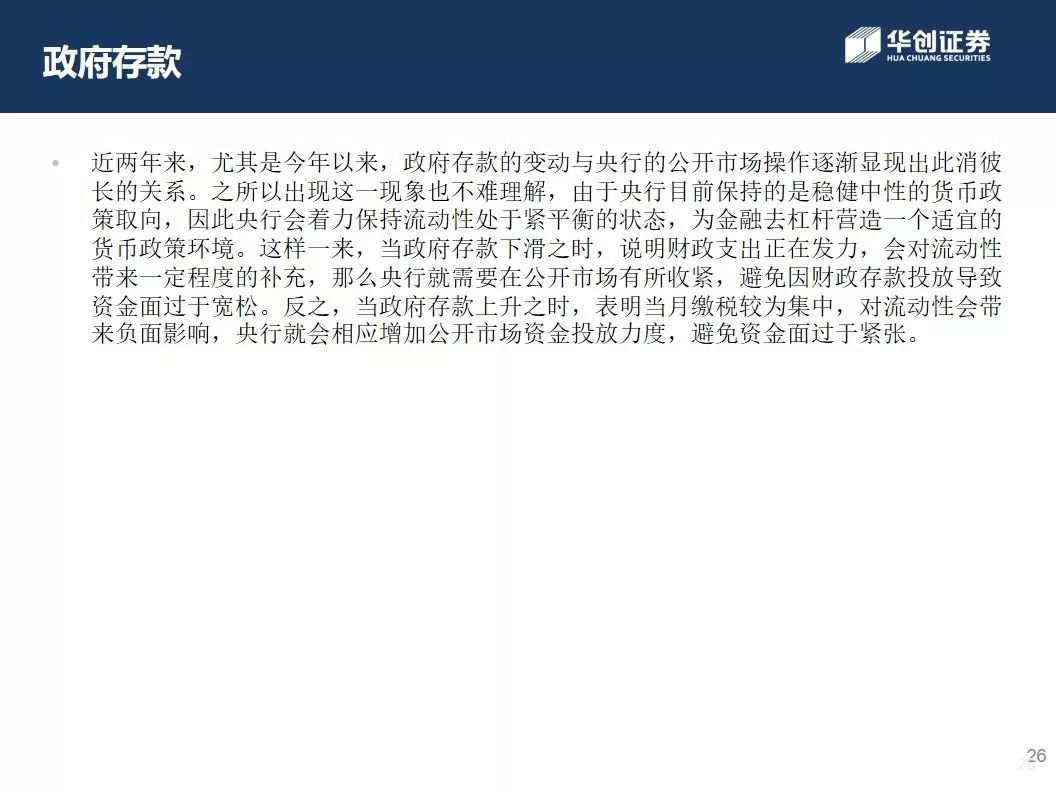 政府存款
华创证券
HUA CHUANG SECURITIES
• 近两年来，尤其是今年以来，政府存款的变动与央行的公开市场操作逐渐显现出此消彼
长的关系。之所以出现这一现象也不难理解，由于央行目前保持的是稳健中性的货币政
策取向，因此央行会着力保持流动性处于紧平衡的状态，为金融去杠杆营造一个适宜的
货币政策环境。这样一来，当政府存款下滑之时，说明财政支出正在发力，会对流动性
带来一定程度的补充，那么央行就需要在公开市场有所收紧，避免因财政存款投放导致
资金面过于宽松。反之，当政府存款上升之时，表明当月缴税较为集中，对流动性会带
来负面影响，央行就会相应增加公开市场资金投放力度，避免资金面过于紧张。
26
26